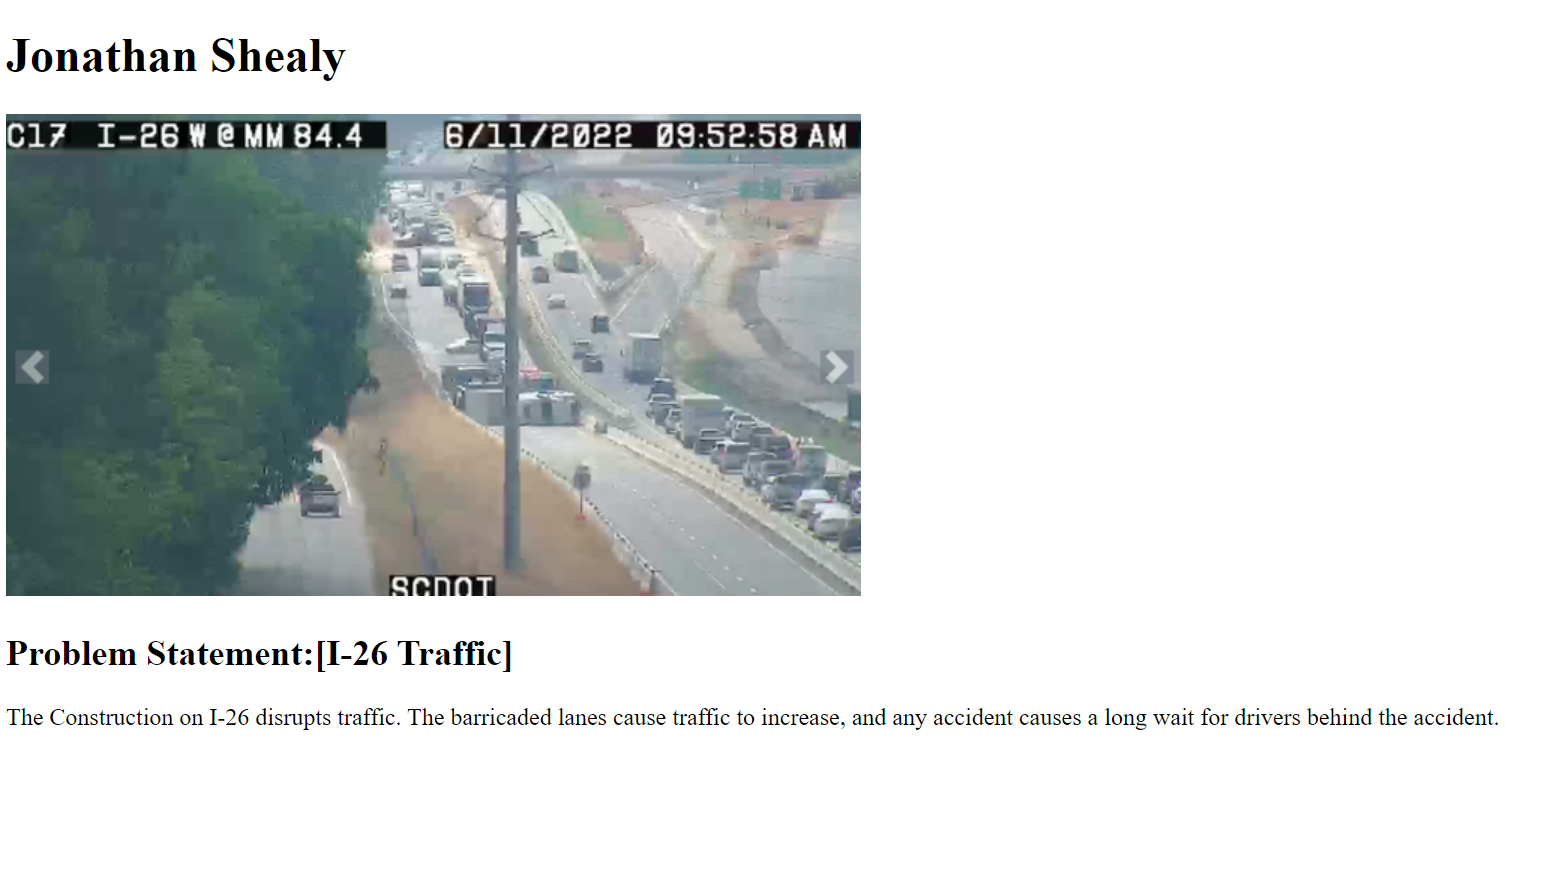 Jonathan Shealy
C17 I-26 W @ MM 84.4 6/11/2022 09:52:58 AM
SCDOT
Problem Statement:[I-26 Traffic]
The Construction on I-26 disrupts traffic. The barricaded lanes cause traffic to increase, and any accident causes a long wait for drivers behind the accident.